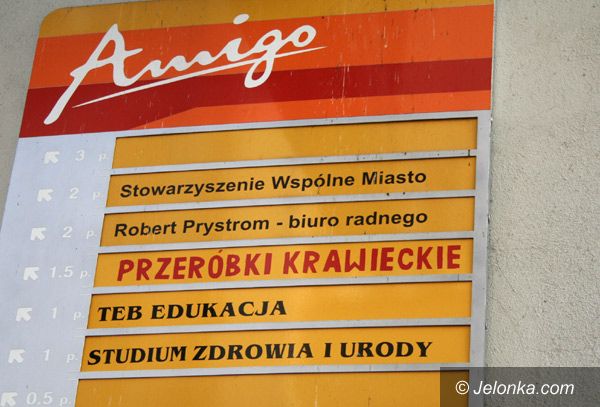 Amigo
3 p.
2 p. Stowarzyszenie Wspólne Miasto
2 p. Robert Prystrom - biuro radnego
1.5 p. PRZERÓBKI KRAWIECKIE
1 p. TEB EDUKACJA
1 p. STUDIUM ZDROWIA I URODY
0.5 p.
© Jelonka.com